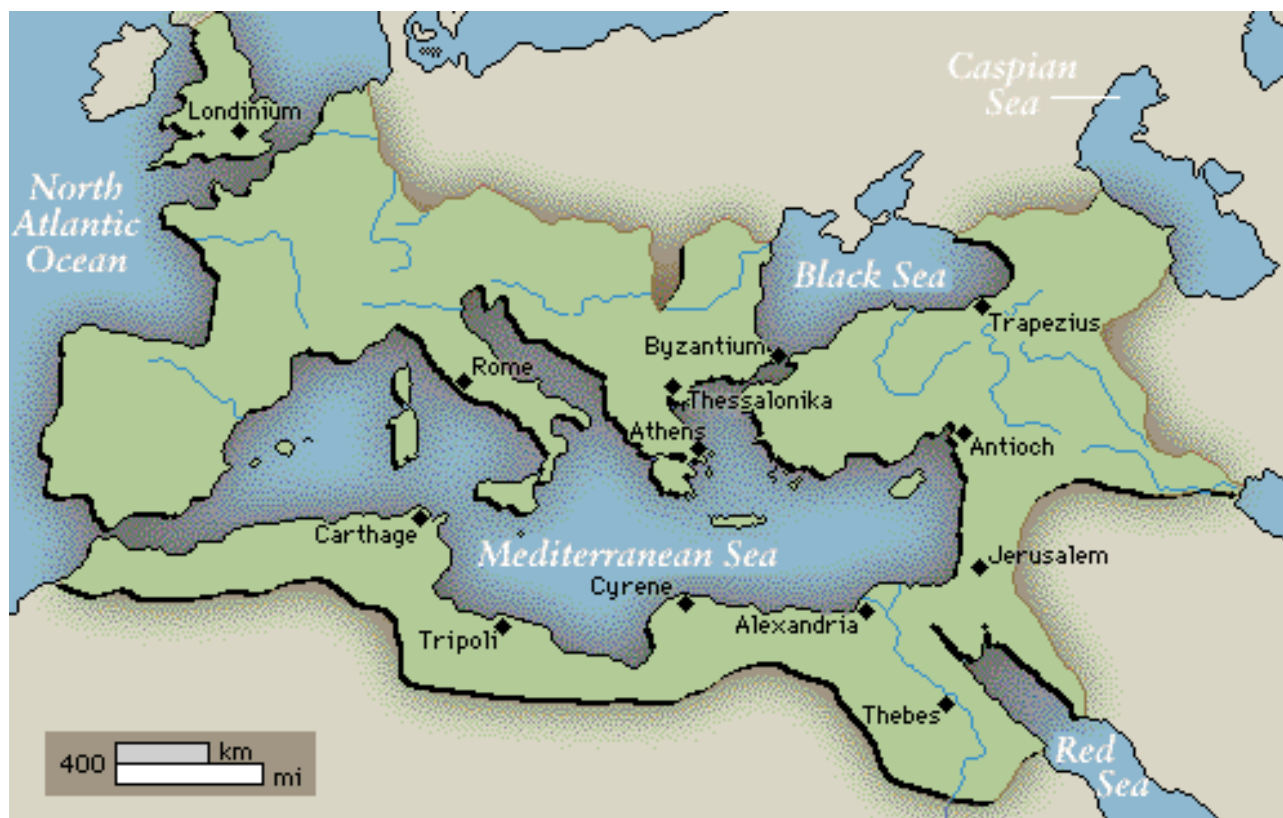 Caspian
Sea
Londinium
North
Atlantic
Ocean
Black Sea
Trapezius
Byzantium
Rome
Thessalonika
Athens
Antioch
Carthage
Mediterranean Sea
Jerusalem
Cyrene
Alexandria
Tripoli
Thebes
Red
Sea
400 km
mi